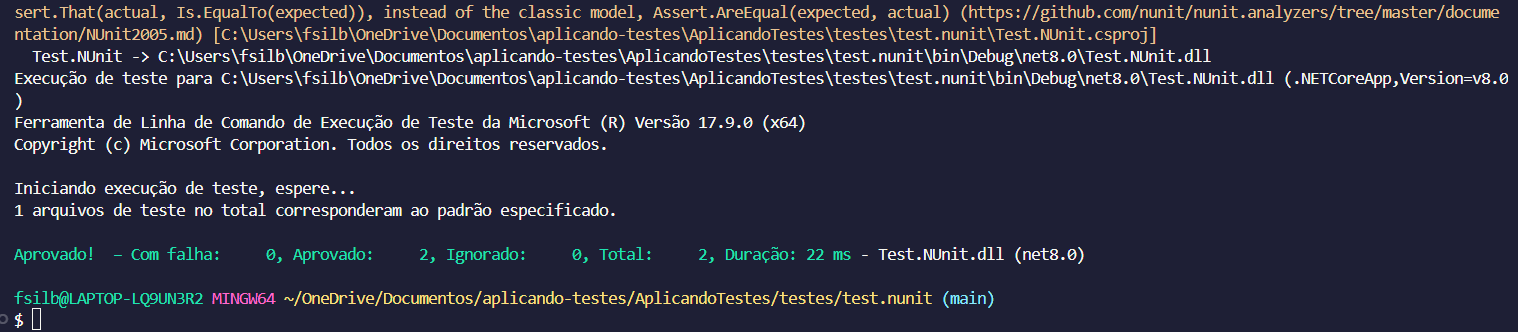 sert.That(actual, Is.EqualTo(expected)), instead of the classic model, Assert.AreEqual(expected, actual) (https://github.com/nunit/nunit.analyzers/tree/master/docume
ntation/NUnit2005.md) [C:\Users\fsilb\OneDrive\Documentos\aplicando-testes\AplicandoTestes\testes\test.nunit\Test.NUnit.csproj]
  Test.NUnit -> C:\Users\fsilb\OneDrive\Documentos\aplicando-testes\AplicandoTestes\testes\test.nunit\bin\Debug\net8.0\Test.NUnit.dll
Execução de teste para C:\Users\fsilb\OneDrive\Documentos\aplicando-testes\AplicandoTestes\testes\test.nunit\bin\Debug\net8.0\Test.NUnit.dll (.NETCoreApp,Version=v8.0
)
Ferramenta de Linha de Comando de Execução de Teste da Microsoft (R) Versão 17.9.0 (x64)
Copyright (c) Microsoft Corporation. Todos os direitos reservados.
Iniciando execução de teste, espere...
1 arquivos de teste no total corresponderam ao padrão especificado.
Aprovado!  – Com falha:     0, Aprovado:     2, Ignorado:     0, Total:     2, Duração: 22 ms - Test.NUnit.dll (net8.0)
fsilb@LAPTOP-LQ9UN3R2 MINGW64 ~/OneDrive/Documentos/aplicando-testes/AplicandoTestes/testes/test.nunit (main)
$